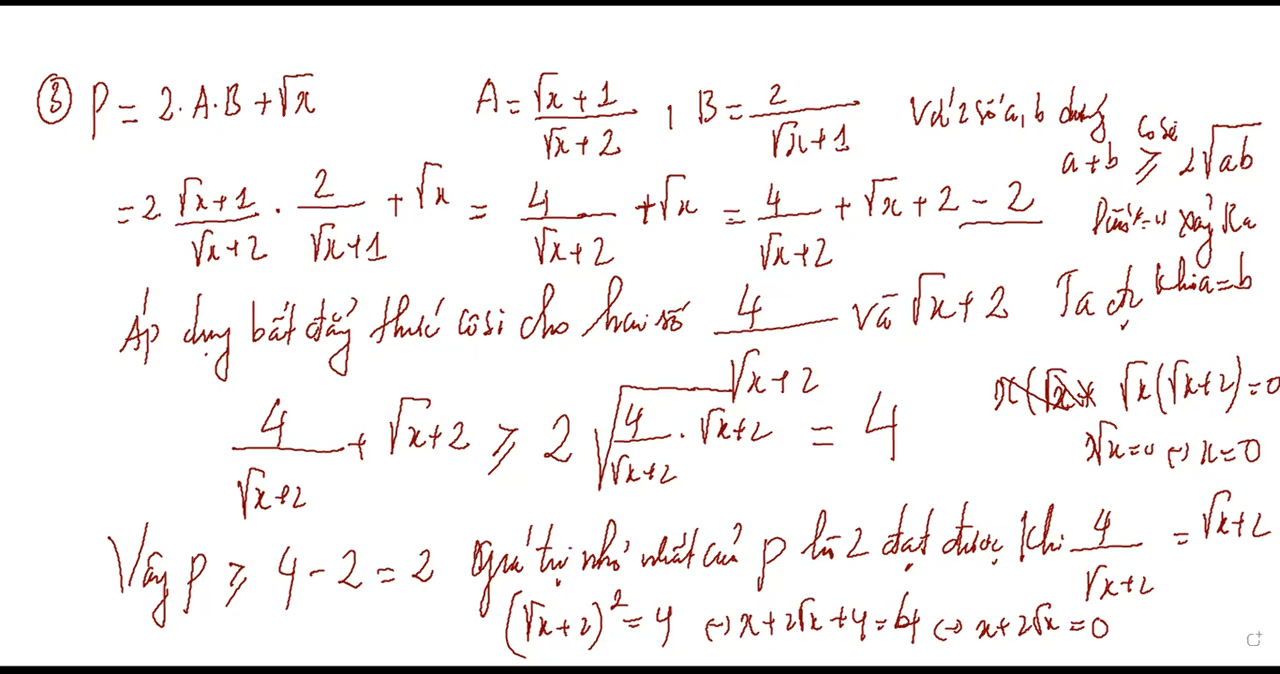 ③ P = 2.A.B + √x   A = (√x + 1)/(√x + 2) ; B = 2/(√x + 1)
Với 2 số a, b dương
a + b ≥ 2√ab
Cosi
Dấu "=" xảy ra
khi a = b
= 2 (√x + 1)/(√x + 2) . 2/(√x + 1) + √x = 4/(√x + 2) + √x = 4/(√x + 2) + √x + 2 - 2
Áp dụng bất đẳng thức cosi cho hai số 4/(√x + 2) và √x + 2 Ta có
4/(√x + 2) + √x + 2 ≥ 2√(4/(√x + 2) . √x + 2) = 4
√x(√x + 2) = 0
√x = 0 ⇔ x = 0
Vậy P ≥ 4 - 2 = 2 giá trị nhỏ nhất của P là 2 đạt được khi 4/(√x + 2) = √x + 2
(√x + 2)² = 4 ⇔ x + 2√x + 4 = 4 ⇔ x + 2√x = 0